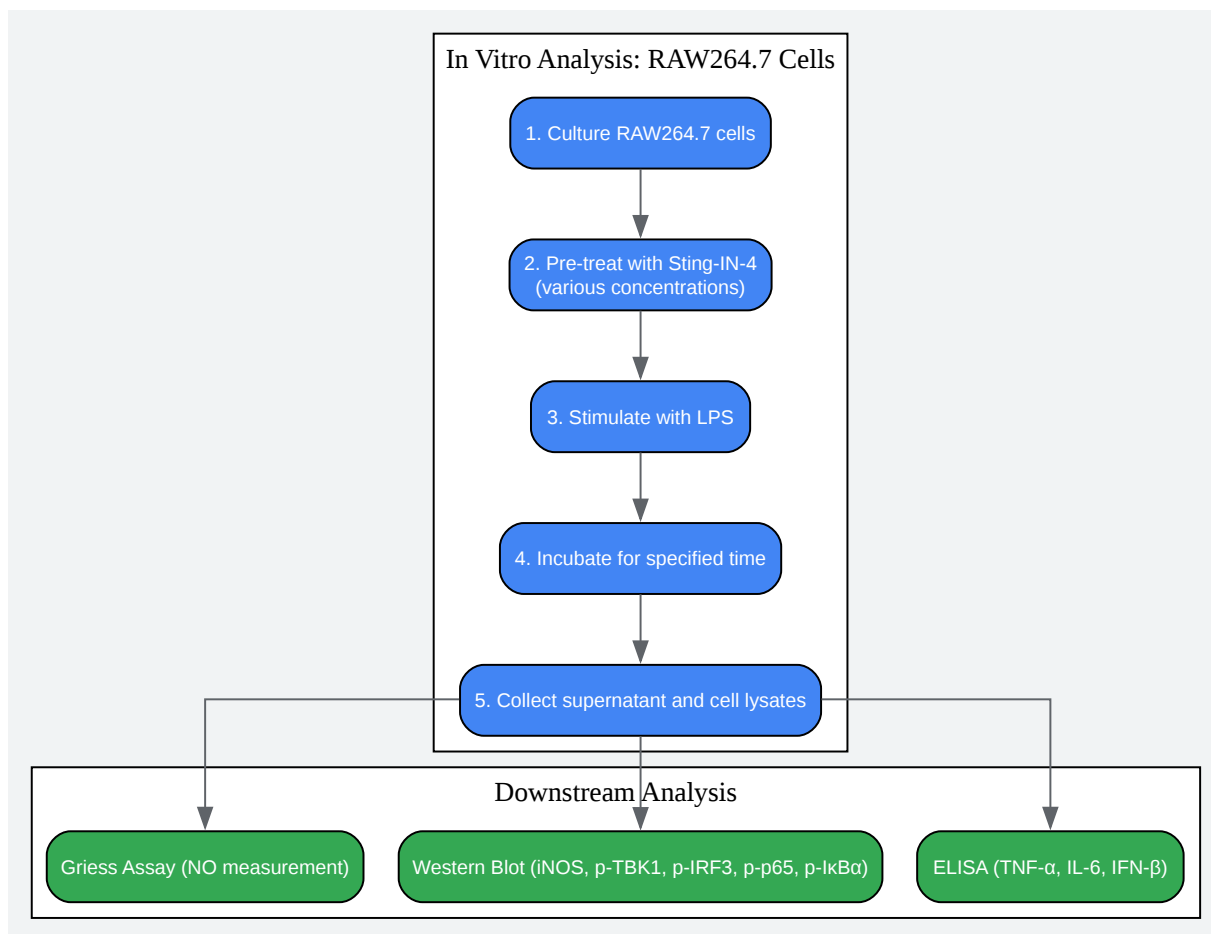 In Vitro Analysis: RAW264.7 Cells
1. Culture RAW264.7 cells
2. Pre-treat with Sting-IN-4
(various concentrations)
3. Stimulate with LPS
4. Incubate for specified time
5. Collect supernatant and cell lysates
Downstream Analysis
Griess Assay (NO measurement)
Western Blot (iNOS, p-TBK1, p-IRF3, p-p65, p-IκBα)
ELISA (TNF-α, IL-6, IFN-β)